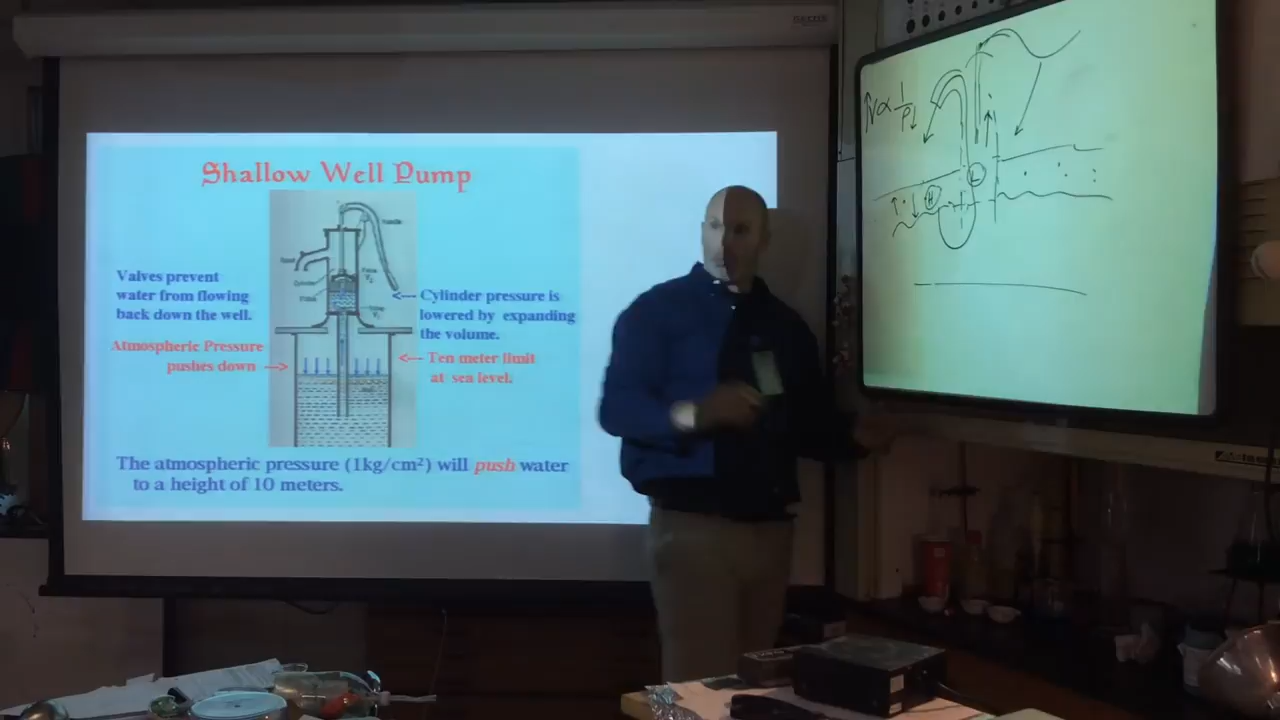 Shallow Well Pump
Handle
Valves prevent
water from flowing
back down the well.
Cylinder pressure is
lowered by expanding
the volume.
Atmospheric Pressure
pushes down
Ten meter limit
at sea level.
The atmospheric pressure (1kg/cm²) will push water
to a height of 10 meters.
↑V ∝ 1/P↓
L
H